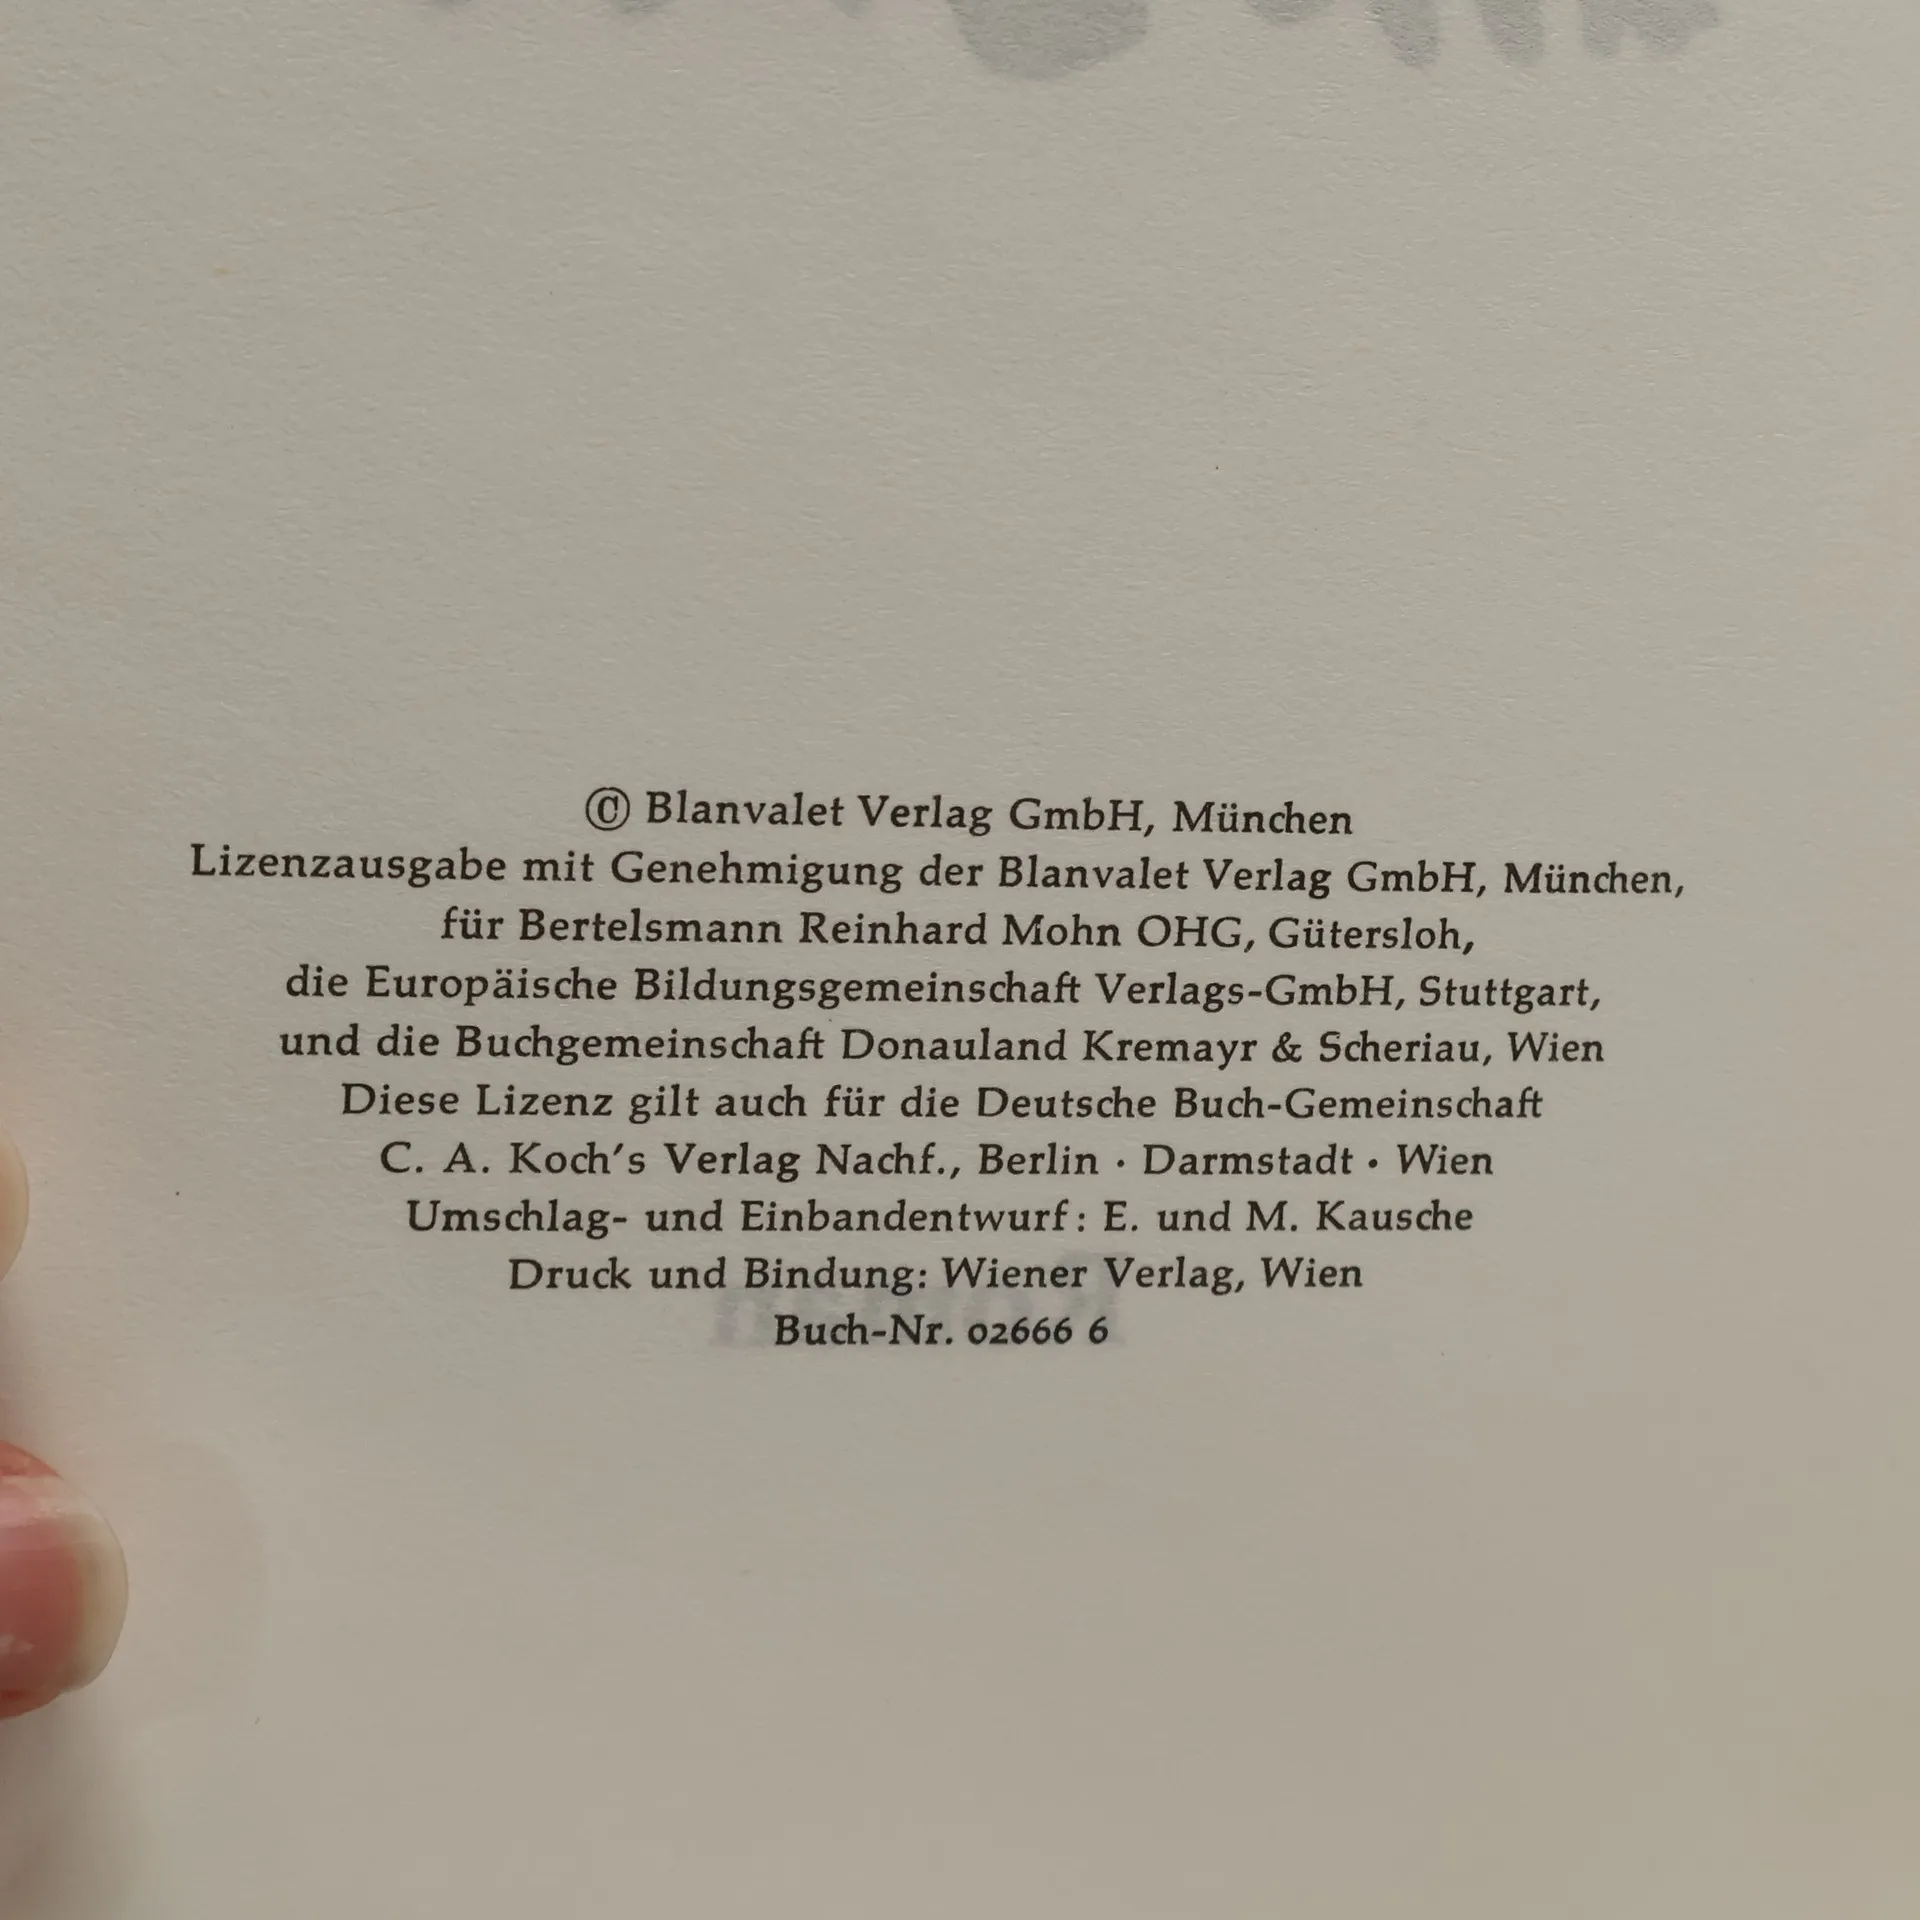 © Blanvalet Verlag GmbH, München
Lizenzausgabe mit Genehmigung der Blanvalet Verlag GmbH, München,
für Bertelsmann Reinhard Mohn OHG, Gütersloh,
die Europäische Bildungsgemeinschaft Verlags-GmbH, Stuttgart,
und die Buchgemeinschaft Donauland Kremayr & Scheriau, Wien
Diese Lizenz gilt auch für die Deutsche Buch-Gemeinschaft
C. A. Koch's Verlag Nachf., Berlin · Darmstadt · Wien
Umschlag- und Einbandentwurf: E. und M. Kausche
Druck und Bindung: Wiener Verlag, Wien
Buch-Nr. 02666 6